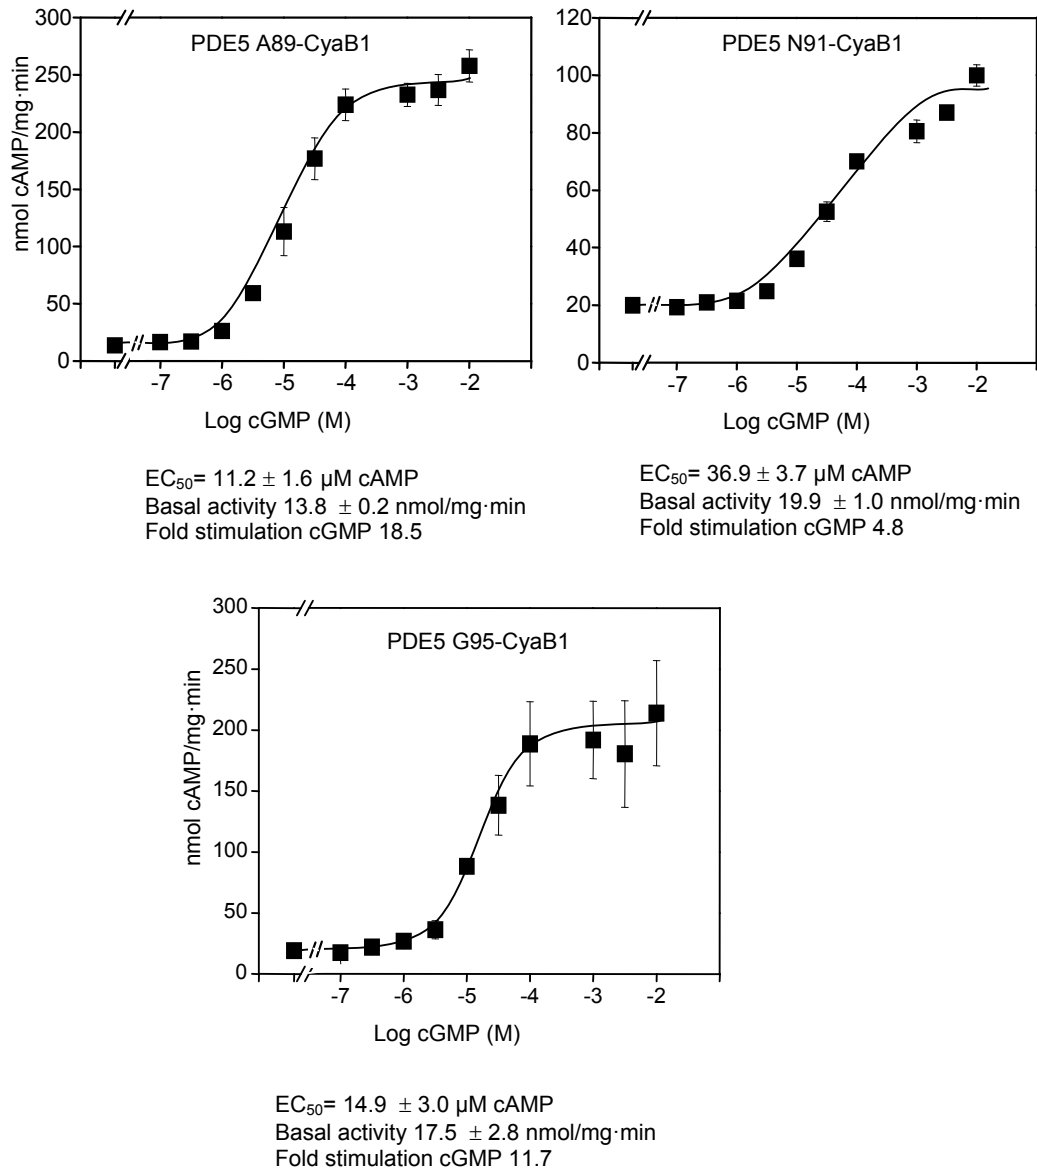 PDE5 A89-CyaB1
300
250
200
150
100
50
0
nmol cAMP/mg·min
-7 -6 -5 -4 -3 -2
Log cGMP (M)
EC50= 11.2 ± 1.6 µM cAMP
Basal activity 13.8 ± 0.2 nmol/mg·min
Fold stimulation cGMP 18.5
PDE5 N91-CyaB1
120
100
80
60
40
20
0
-7 -6 -5 -4 -3 -2
Log cGMP (M)
EC50= 36.9 ± 3.7 µM cAMP
Basal activity 19.9 ± 1.0 nmol/mg·min
Fold stimulation cGMP 4.8
PDE5 G95-CyaB1
300
250
200
150
100
50
0
nmol cAMP/mg·min
-7 -6 -5 -4 -3 -2
Log cGMP (M)
EC50= 14.9 ± 3.0 µM cAMP
Basal activity 17.5 ± 2.8 nmol/mg·min
Fold stimulation cGMP 11.7